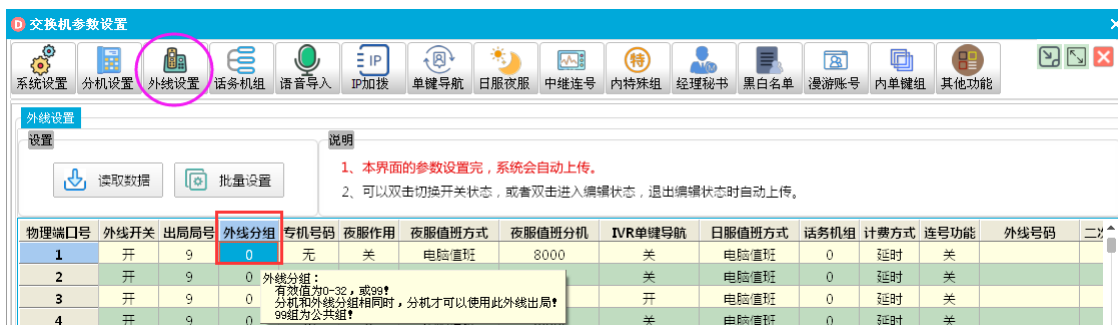 交换机参数设置
系统设置 分机设置 外线设置 话务机组 语音导入 IP加拨 单键导航 日服夜服 中继连号 内特殊组 经理秘书 黑白名单 漫游账号 内单键组 其他功能
外线设置
设置
读取数据 批量设置
说明
1、本界面的参数设置完，系统会自动上传。
2、可以双击切换开关状态，或者双击进入编辑状态，退出编辑状态时自动上传。
物理端口号 外线开关 出局局号 外线分组 专机号码 夜服作用 夜服值班方式 夜服值班分机 IVR单键导航 日服值班方式 话务机组 计费方式 连号功能 外线号码 二次
1 开 9 0 无 关 电脑值班 8000 关 电脑值班 0 延时 关
2 开 9 0 关 电脑值班 0 延时 关
3 开 9 0 开 电脑值班 0 延时 关
4 开 9 0 关 电脑值班 0 延时 关
外线分组：
有效值为0-32，或99!
分机和外线分组相同时，分机才可以使用此外线出局!
99组为公共组!